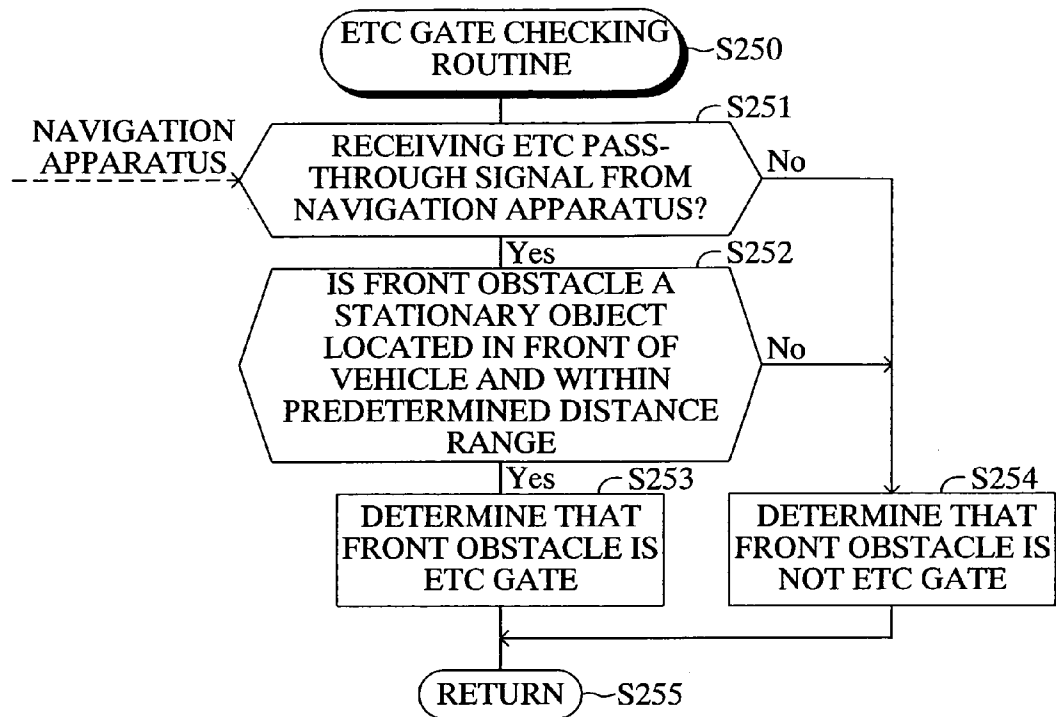 ETC GATE CHECKING
ROUTINE
S250
S251
NAVIGATION
APPARATUS
RECEIVING ETC PASS-
THROUGH SIGNAL FROM
NAVIGATION APPARATUS?
No
Yes
S252
IS FRONT OBSTACLE A
STATIONARY OBJECT
LOCATED IN FRONT OF
VEHICLE AND WITHIN
PREDETERMINED DISTANCE
RANGE
No
Yes
S253
DETERMINE THAT
FRONT OBSTACLE IS
ETC GATE
S254
DETERMINE THAT
FRONT OBSTACLE IS
NOT ETC GATE
RETURN
S255